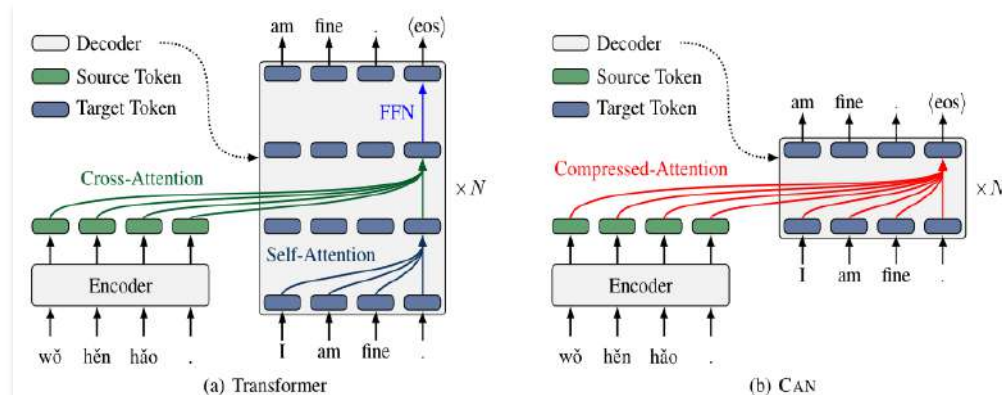 Decoder
Source Token
Target Token
am fine . ⟨eos⟩
FFN
Cross-Attention
× N
Self-Attention
Encoder
I am fine .
wǒ hěn hǎo .
(a) Transformer
Decoder
Source Token
Target Token
am fine . ⟨eos⟩
Compressed-Attention
× N
I am fine .
Encoder
wǒ hěn hǎo .
(b) CAN